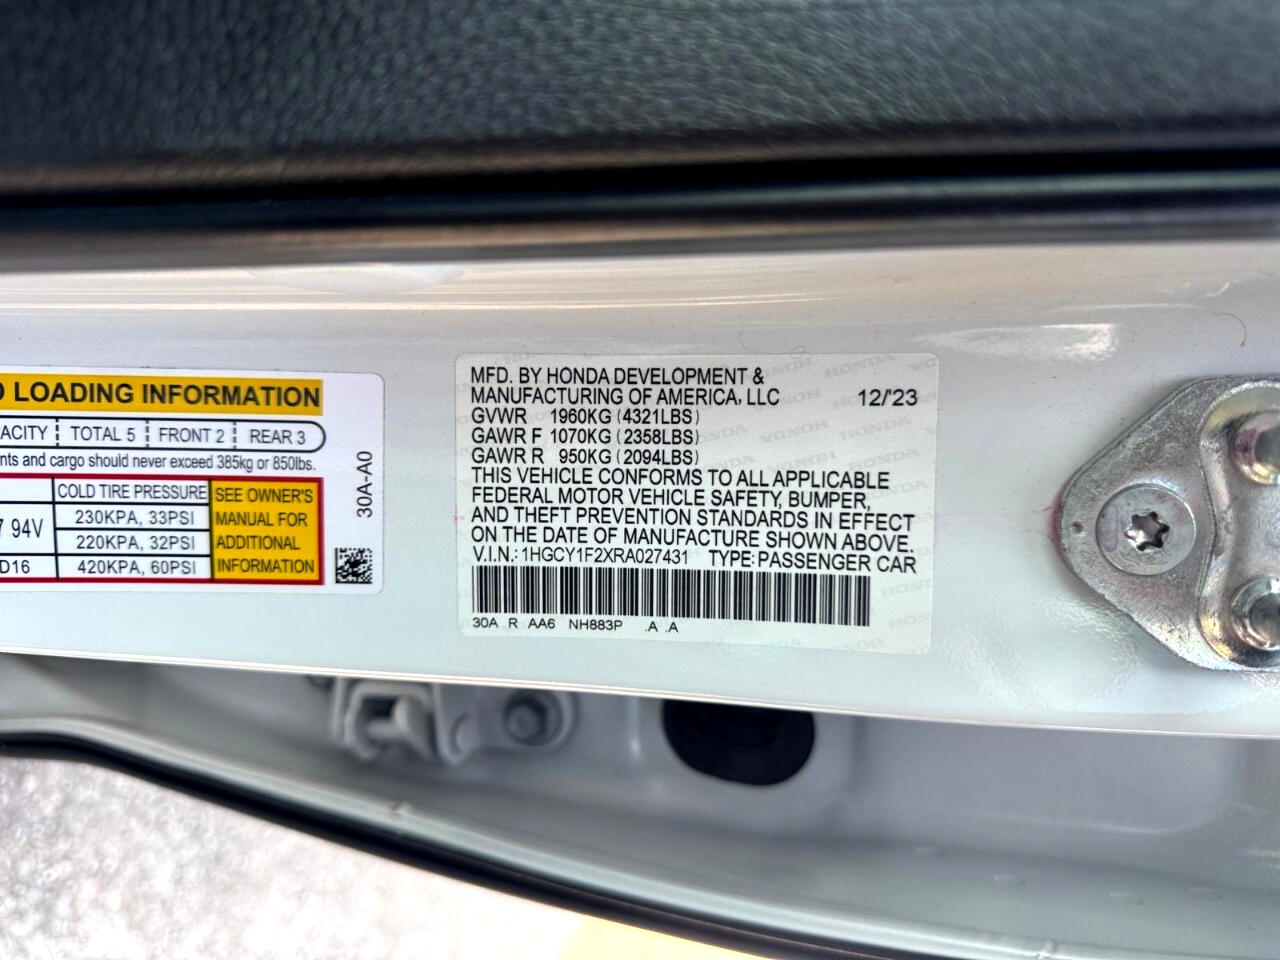 D LOADING INFORMATION
ACITY TOTAL 5 FRONT 2 REAR 3
nts and cargo should never exceed 385kg or 850lbs.
COLD TIRE PRESSURE
7 94V 230KPA, 33PSI
220KPA, 32PSI
D16 420KPA, 60PSI
SEE OWNER'S
MANUAL FOR
ADDITIONAL
INFORMATION
30A-A0
MFD. BY HONDA DEVELOPMENT &
MANUFACTURING OF AMERICA, LLC 12/'23
GVWR 1960KG (4321LBS)
GAWR F 1070KG (2358LBS)
GAWR R 950KG (2094LBS)
THIS VEHICLE CONFORMS TO ALL APPLICABLE
FEDERAL MOTOR VEHICLE SAFETY, BUMPER,
AND THEFT PREVENTION STANDARDS IN EFFECT
ON THE DATE OF MANUFACTURE SHOWN ABOVE.
V.I.N.: 1HGCY1F2XRA027431 TYPE: PASSENGER CAR
30A R AA6 NH883P .A .A